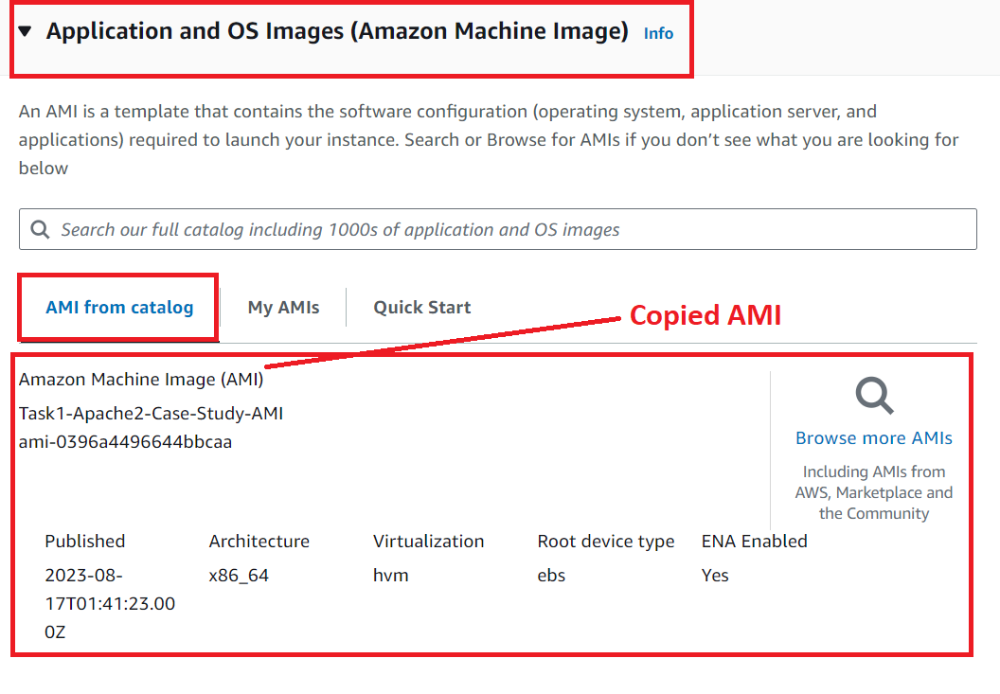 Application and OS Images (Amazon Machine Image) Info
An AMI is a template that contains the software configuration (operating system, application server, and
applications) required to launch your instance. Search or Browse for AMIs if you don’t see what you are looking for
below
Search our full catalog including 1000s of application and OS images
AMI from catalog My AMIs Quick Start
Copied AMI
Amazon Machine Image (AMI)
Task1-Apache2-Case-Study-AMI
ami-0396a4496644bbcaa
Browse more AMIs
Including AMIs from
AWS, Marketplace and
the Community
Published Architecture Virtualization Root device type ENA Enabled
2023-08- x86_64 hvm ebs Yes
17T01:41:23.00
0Z